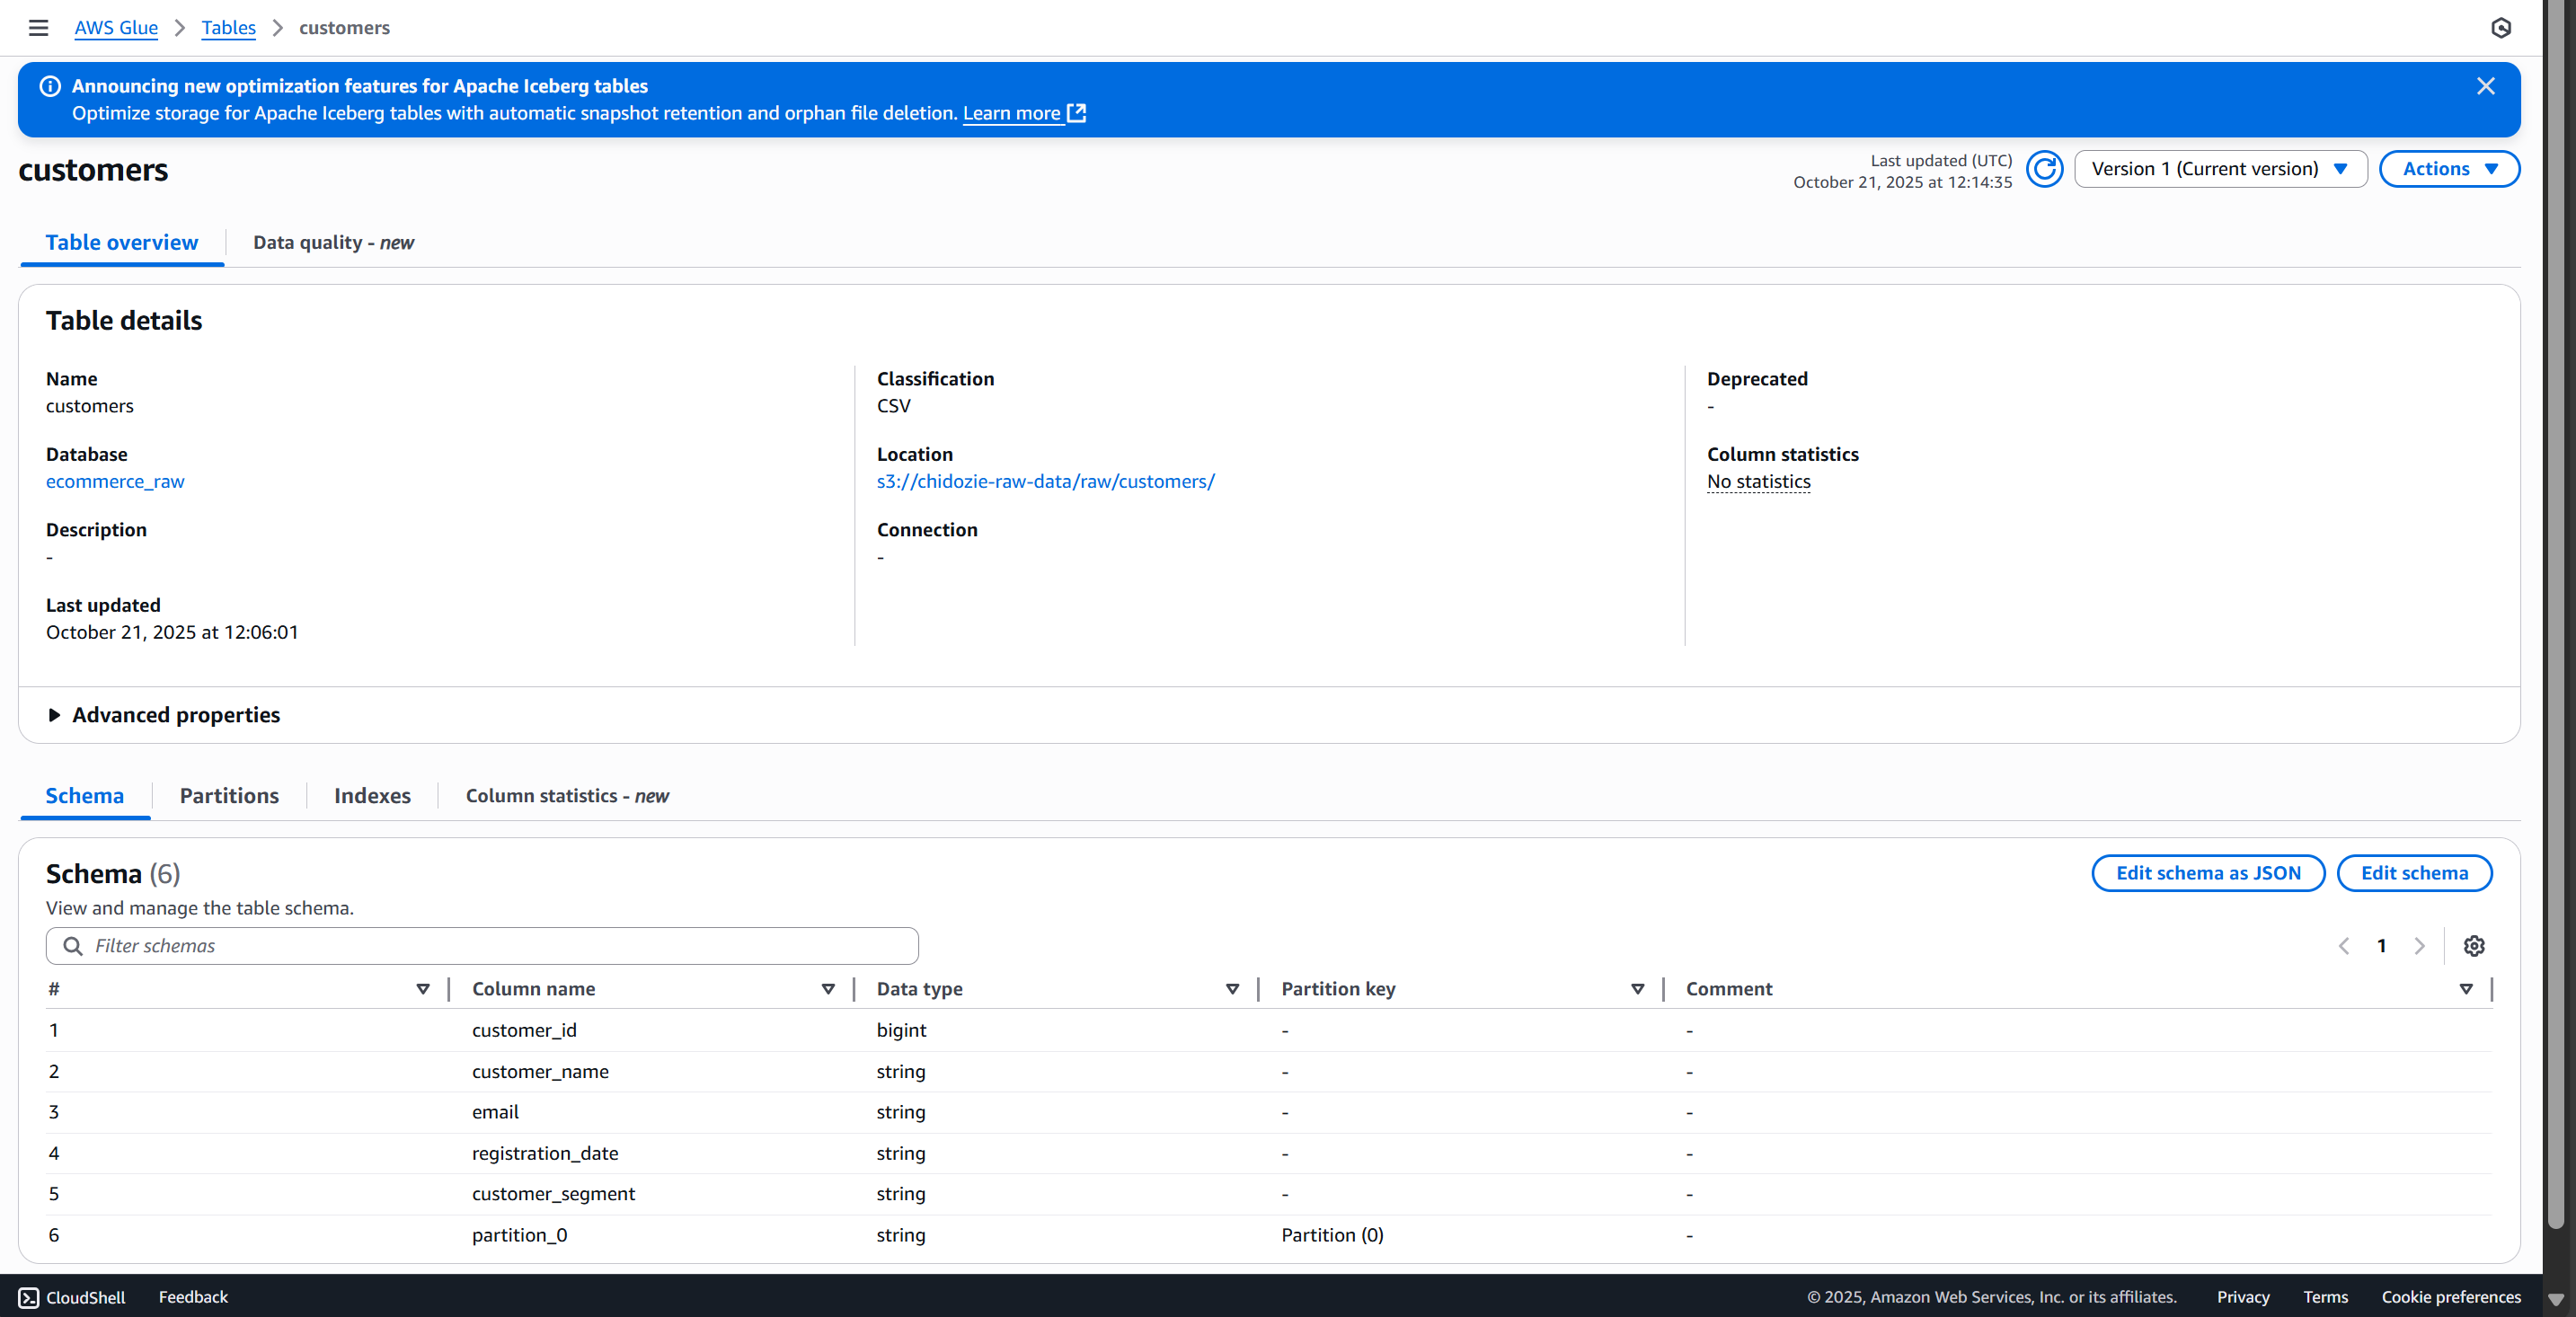 AWS Glue > Tables > customers
Announcing new optimization features for Apache Iceberg tables
Optimize storage for Apache Iceberg tables with automatic snapshot retention and orphan file deletion. Learn more
customers
Last updated (UTC)
October 21, 2025 at 12:14:35
Version 1 (Current version)
Actions
Table overview
Data quality - new
Table details
Name
customers
Database
ecommerce_raw
Description
-
Last updated
October 21, 2025 at 12:06:01
Classification
CSV
Location
s3://chidozie-raw-data/raw/customers/
Connection
-
Deprecated
-
Column statistics
No statistics
Advanced properties
Schema
Partitions
Indexes
Column statistics - new
Schema (6)
View and manage the table schema.
Edit schema as JSON
Edit schema
Filter schemas
1
# Column name Data type Partition key Comment
1 customer_id bigint - -
2 customer_name string - -
3 email string - -
4 registration_date string - -
5 customer_segment string - -
6 partition_0 string Partition (0) -
CloudShell Feedback © 2025, Amazon Web Services, Inc. or its affiliates. Privacy Terms Cookie preferences